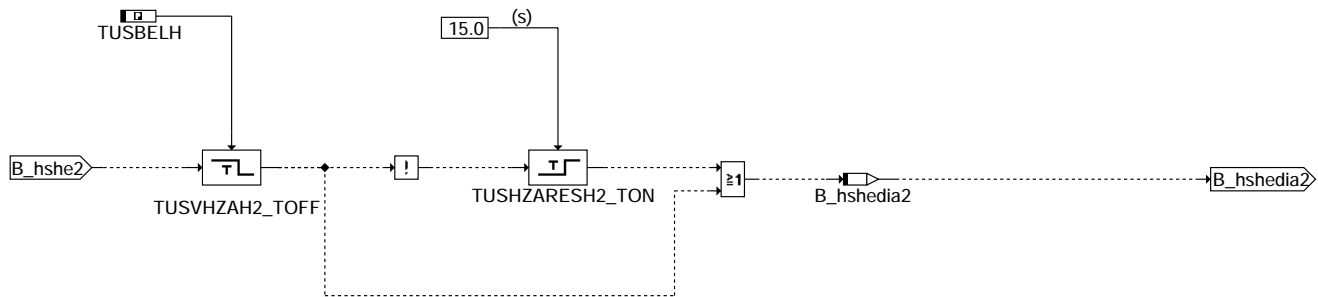 (s)
15.0
P
TUSBELH
B_hshe2
T
!
T
≥1
TUSVHZAH2_TOFF
TUSHZARESH2_TON
B_hshedia2
B_hshedia2